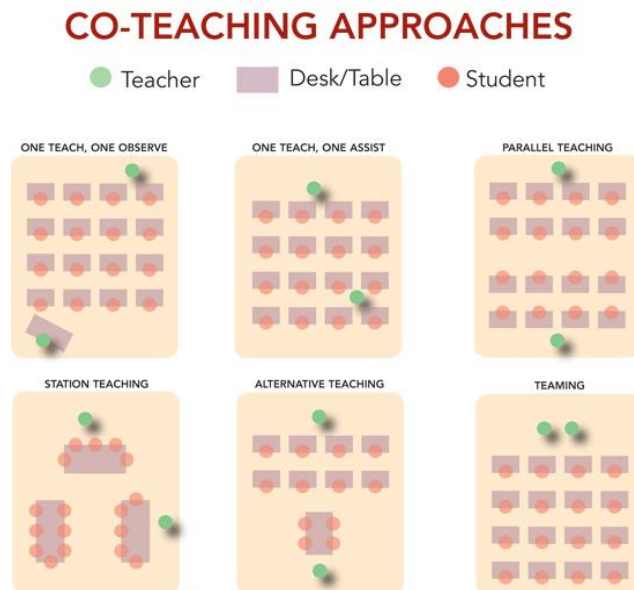 CO-TEACHING APPROACHES
Teacher Desk/Table Student
ONE TEACH, ONE OBSERVE ONE TEACH, ONE ASSIST PARALLEL TEACHING
STATION TEACHING ALTERNATIVE TEACHING TEAMING